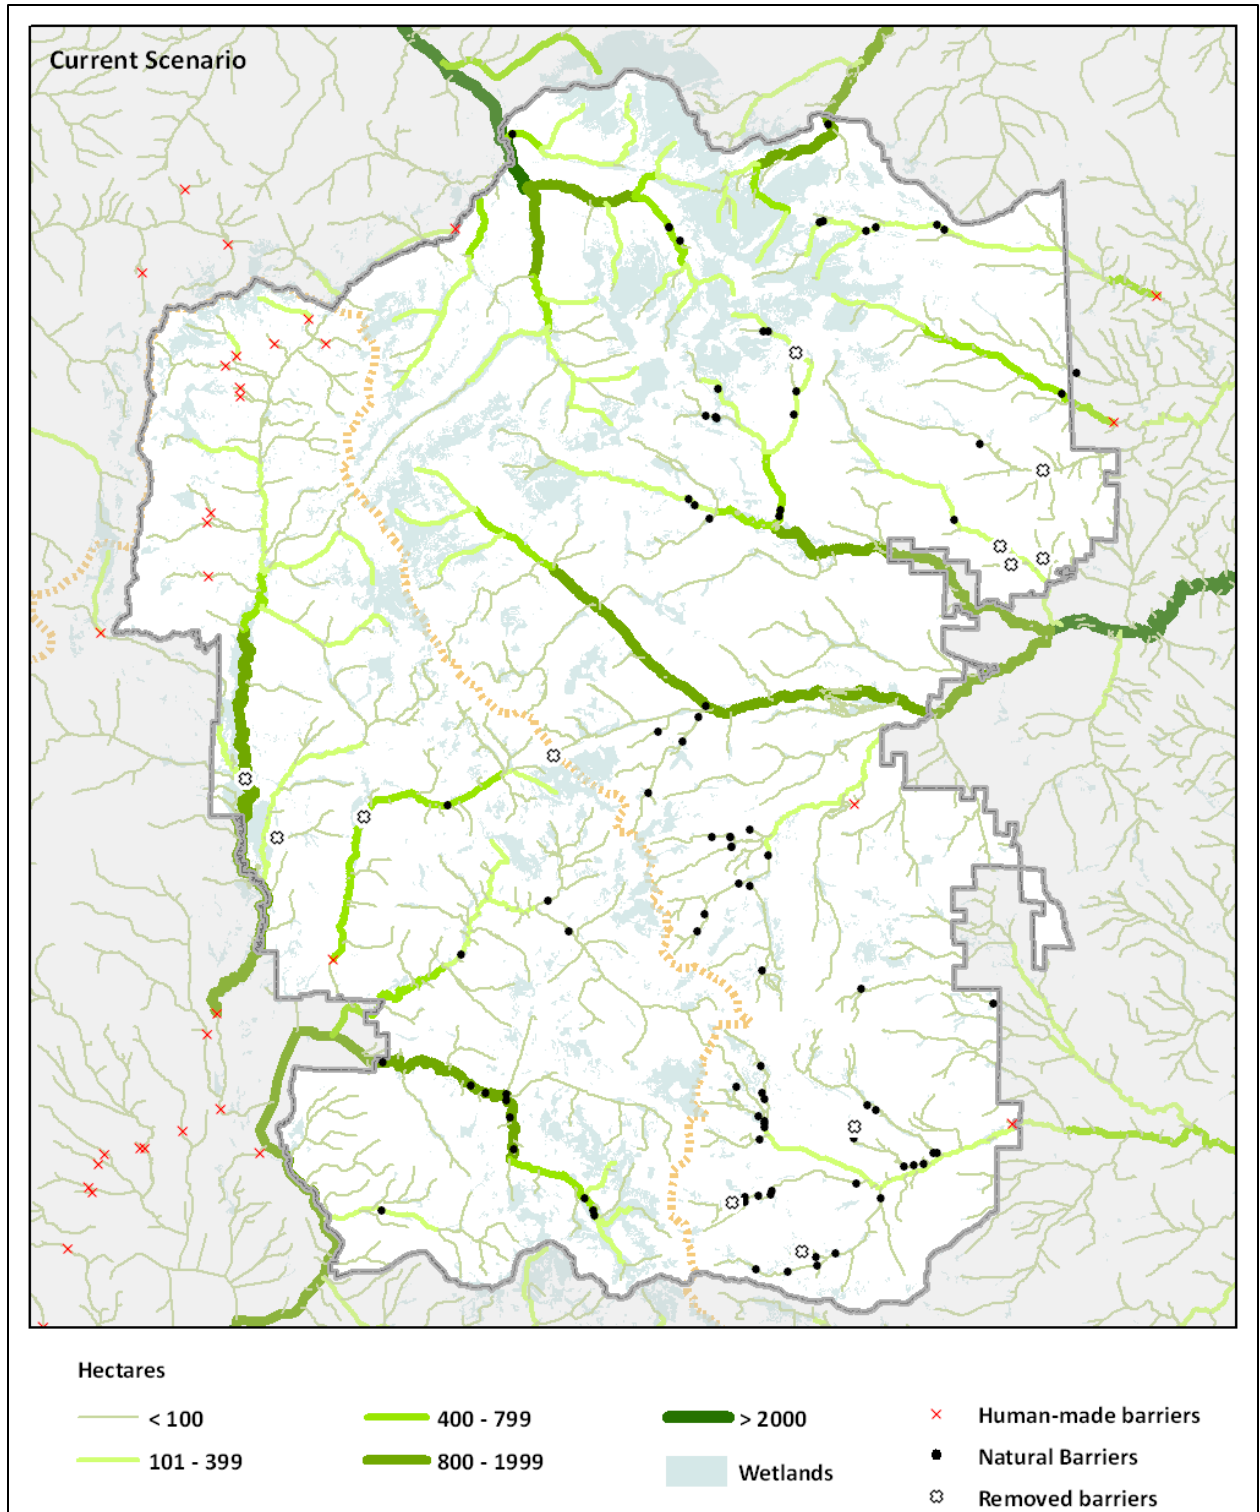 Current Scenario
Hectares
< 100
400 - 799
> 2000
Human-made barriers
101 - 399
800 - 1999
Wetlands
Natural Barriers
Removed barriers